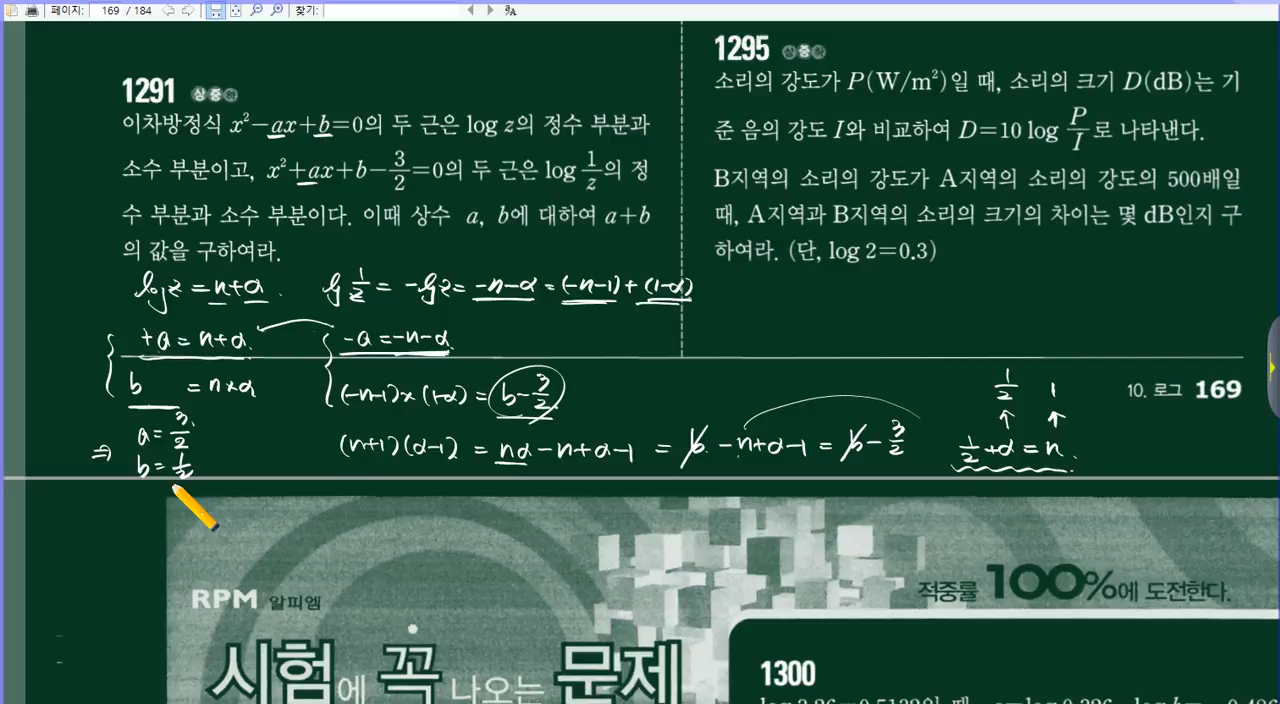 페이지: 169 / 184 찾기:
1291 상중하
이차방정식 x²−ax+b=0의 두 근은 log z의 정수 부분과
소수 부분이고, x²+ax+b−3/2=0의 두 근은 log 1/z의 정
수 부분과 소수 부분이다. 이때 상수 a, b에 대하여 a+b
의 값을 구하여라.
log z = n+α. log 1/z = −log z = −n−α = (−n−1)+(1−α)
+a = n+α. −a = −n−α.
b = n×α (−n−1)×(1−α) = b−3/2
⇒ a = 3/2. (n+1)(α−1) = nα−n+α−1 = b −n+α−1 = b − 3/2
b = 1/2
1/2 1
↑ ↑
1/2 + α = n.
1295 상중하
소리의 강도가 P(W/m²)일 때, 소리의 크기 D(dB)는 기
준 음의 강도 I와 비교하여 D=10 log P/I로 나타낸다.
B지역의 소리의 강도가 A지역의 소리의 강도의 500배일
때, A지역과 B지역의 소리의 크기의 차이는 몇 dB인지 구
하여라. (단, log 2=0.3)
10. 로그 169
RPM 알피엠
적중률 100%에 도전한다.
시험에 꼭 나오는 문제
1300